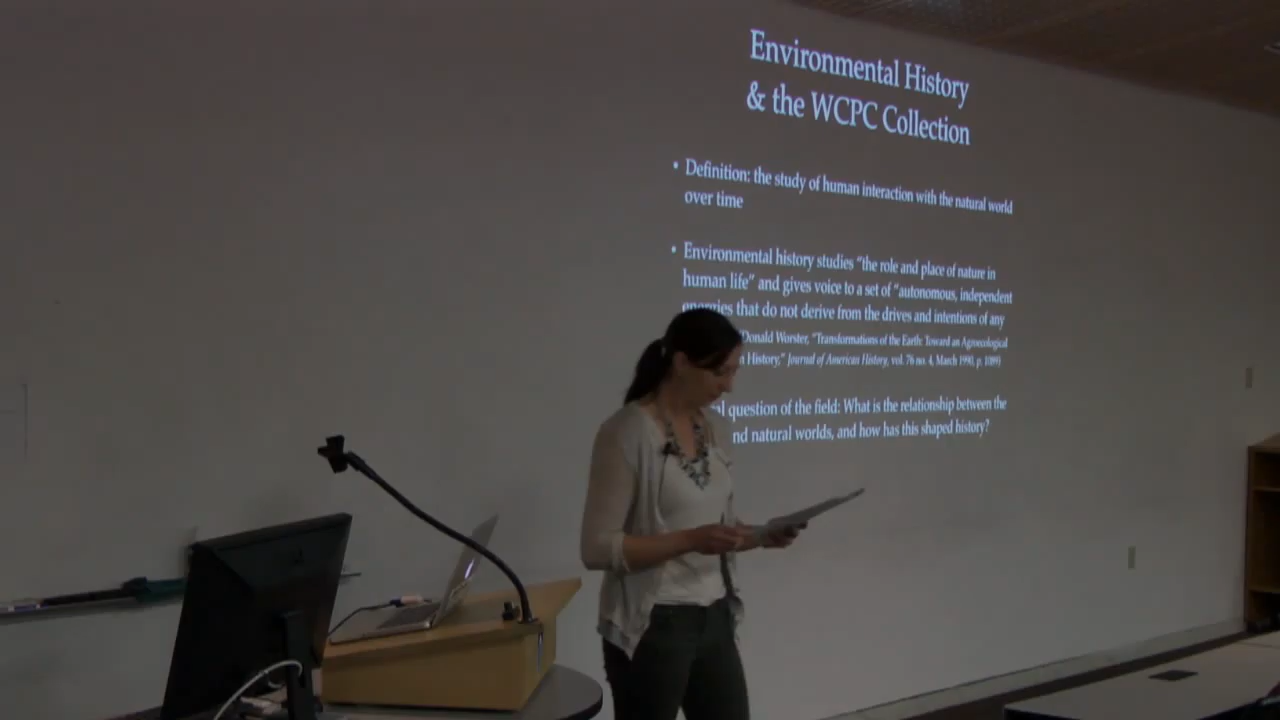 Environmental History
& the WCPC Collection
• Definition: the study of human interaction with the natural world
over time
• Environmental history studies “the role and place of nature in
human life” and gives voice to a set of “autonomous, independent
energies that do not derive from the drives and intentions of any
Donald Worster, “Transformations of the Earth: Toward an Agroecological
History,” Journal of American History, vol. 76 no. 4, March 1990, p. 1089)
question of the field: What is the relationship between the
natural worlds, and how has this shaped history?